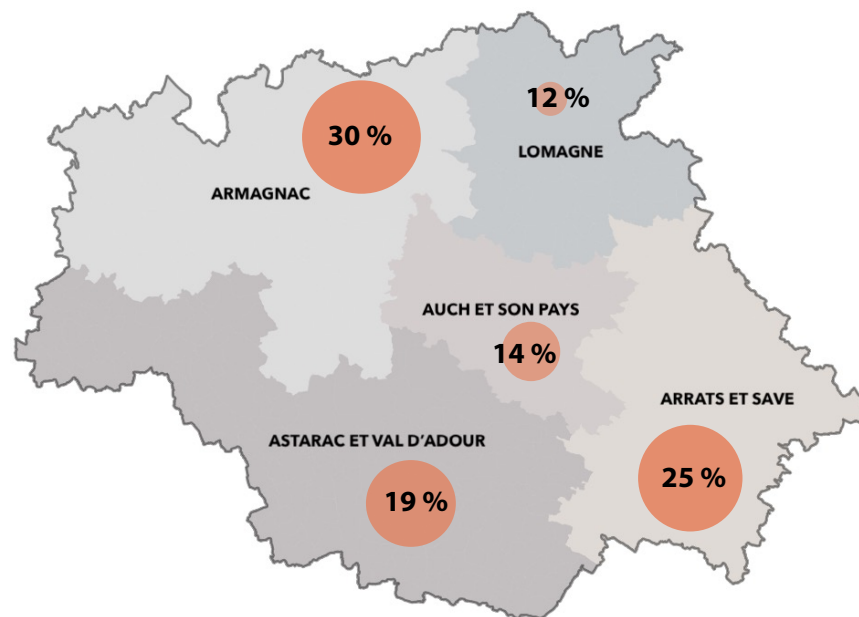 12 %
30 %
LOMAGNE
ARMAGNAC
AUCH ET SON PAYS
14 %
ARRATS ET SAVE
ASTARAC ET VAL D'ADOUR
25 %
19 %